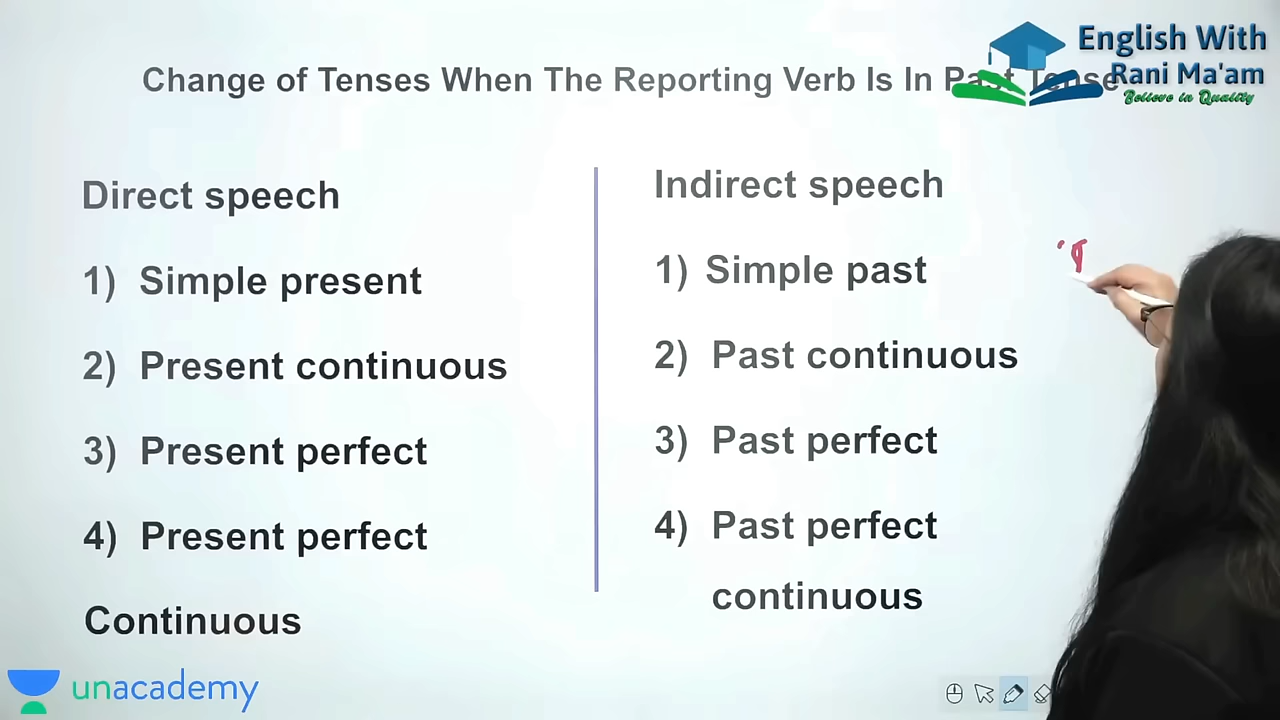 English With
Rani Ma'am
Believe in Quality
Change of Tenses When The Reporting Verb Is In Past Tense
Direct speech
1) Simple present
2) Present continuous
3) Present perfect
4) Present perfect
Continuous
Indirect speech
1) Simple past
2) Past continuous
3) Past perfect
4) Past perfect
continuous
unacademy